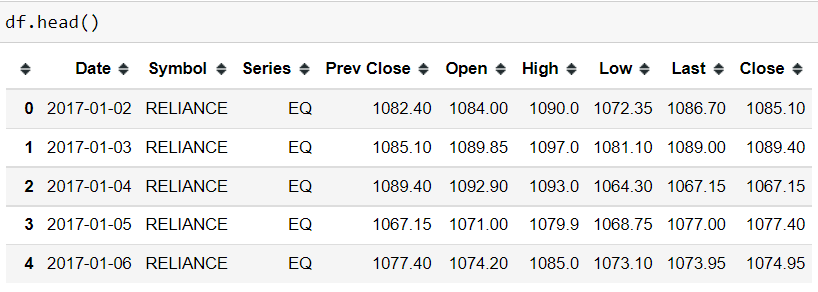 df.head()
Date Symbol Series Prev Close Open High Low Last Close
0 2017-01-02 RELIANCE EQ 1082.40 1084.00 1090.0 1072.35 1086.70 1085.10
1 2017-01-03 RELIANCE EQ 1085.10 1089.85 1097.0 1081.10 1089.00 1089.40
2 2017-01-04 RELIANCE EQ 1089.40 1092.90 1093.0 1064.30 1067.15 1067.15
3 2017-01-05 RELIANCE EQ 1067.15 1071.00 1079.9 1068.75 1077.00 1077.40
4 2017-01-06 RELIANCE EQ 1077.40 1074.20 1085.0 1073.10 1073.95 1074.95